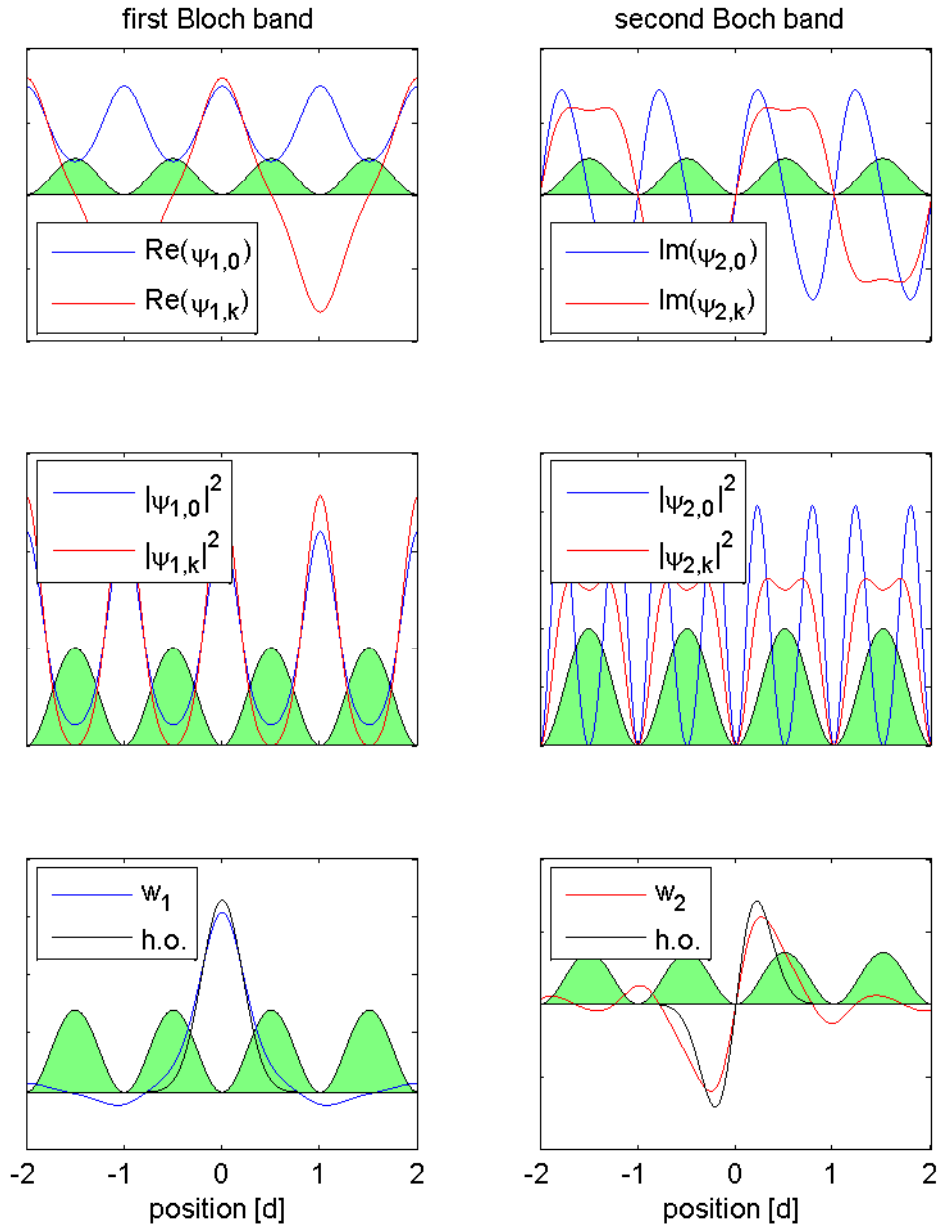 first Bloch band
second Boch band
Re(ψ1,0)
Re(ψ1,k)
Im(ψ2,0)
Im(ψ2,k)
|ψ1,0|²
|ψ1,k|²
|ψ2,0|²
|ψ2,k|²
w1
h.o.
w2
h.o.
-2 -1 0 1 2
position [d]
-2 -1 0 1 2
position [d]